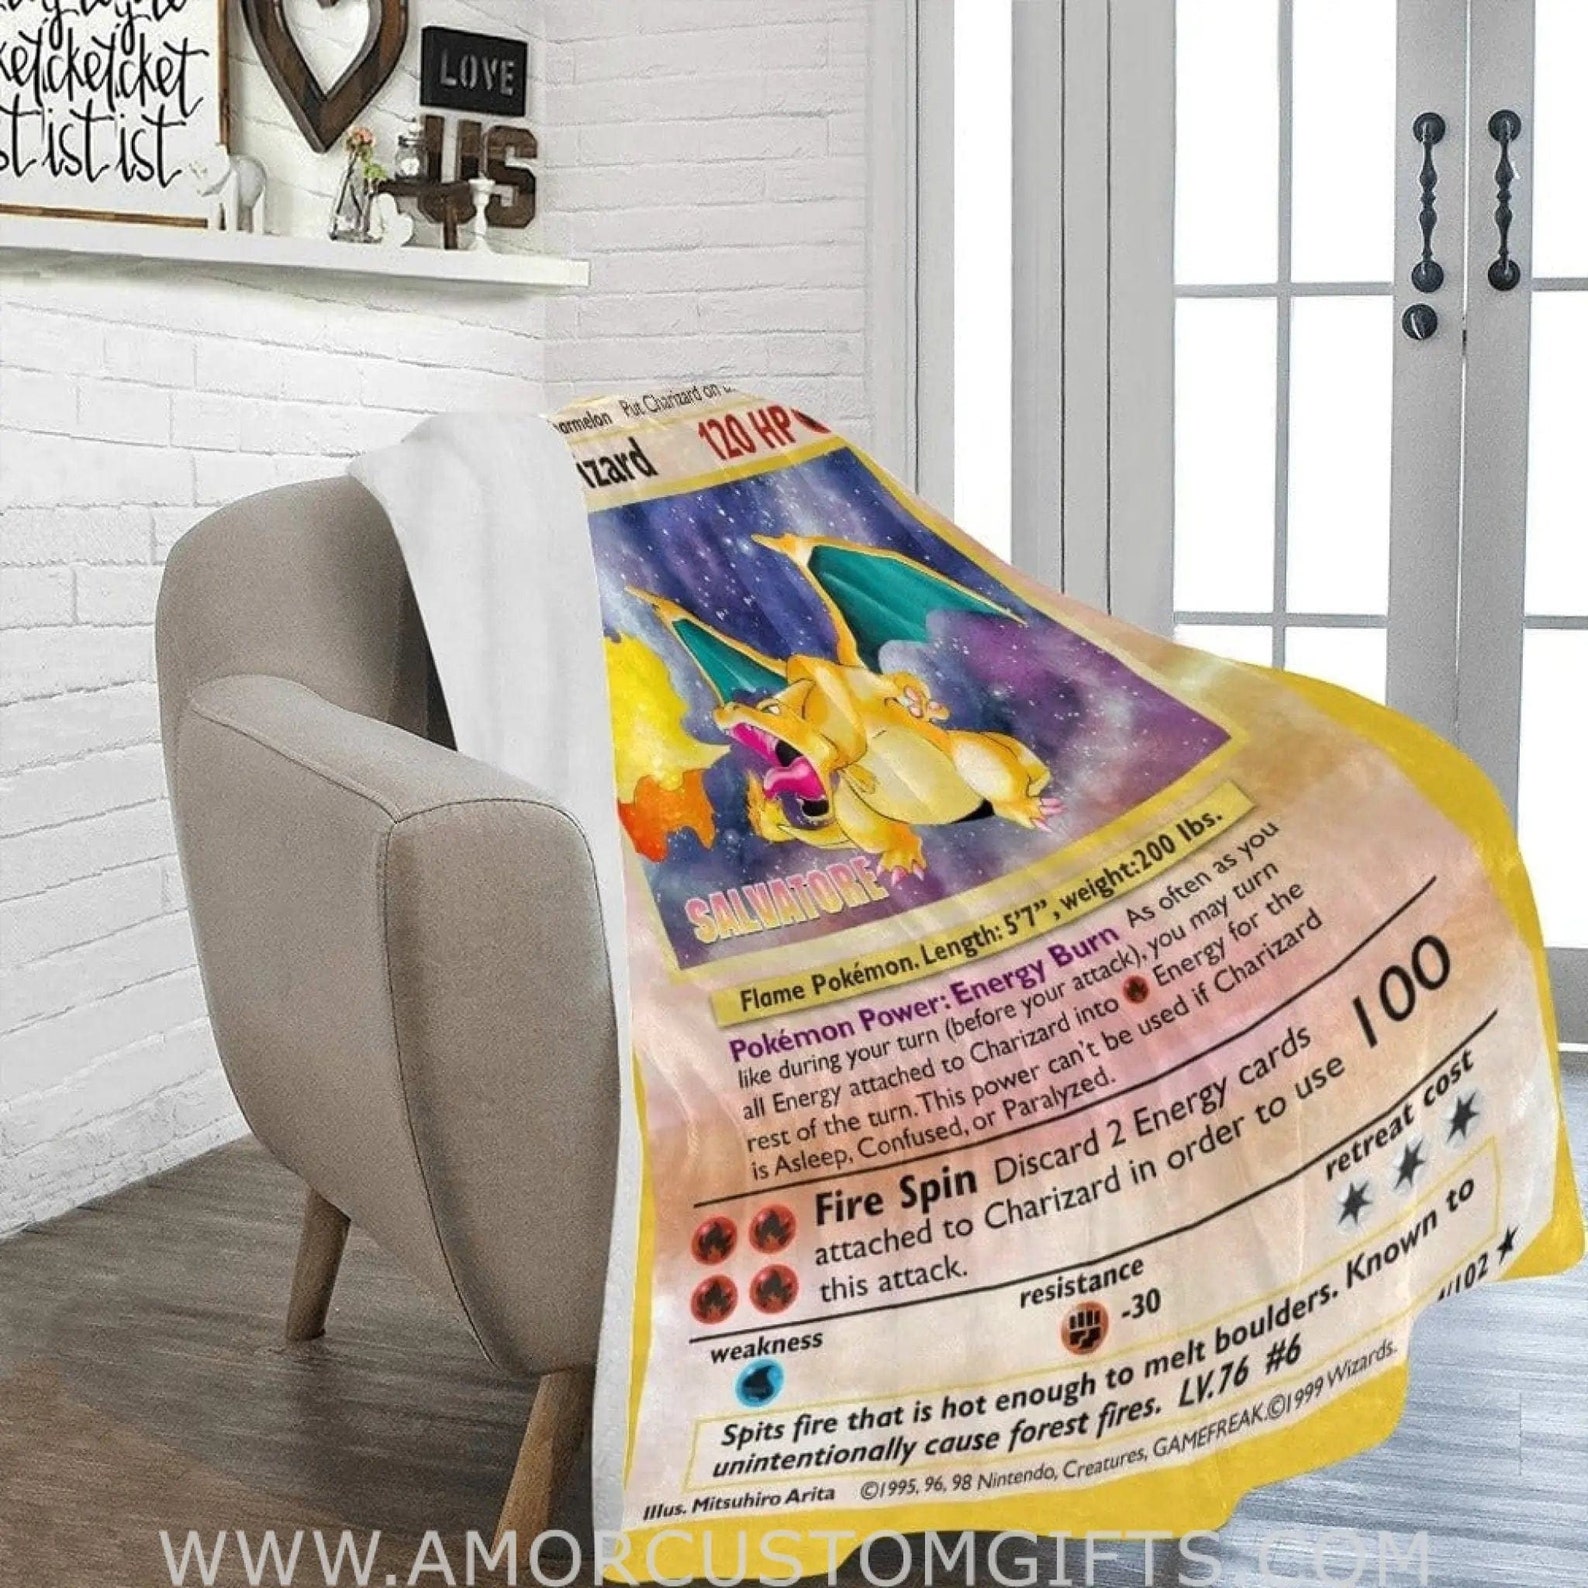 ketcketcket
LOVE
US
Put Charizard on
izard
120 HP
SALVATORE
Flame Pokémon. Length: 5'7", weight:200 lbs.
Pokémon Power: Energy Burn As often as you
like during your turn (before your attack), you may turn
all Energy attached to Charizard into Energy for the
rest of the turn. This power can't be used if Charizard
is Asleep, Confused, or Paralyzed.
Fire Spin Discard 2 Energy cards
attached to Charizard in order to use
this attack.
100
weakness
resistance
-30
retreat cost
Spits fire that is hot enough to melt boulders. Known to
unintentionally cause forest fires. LV.76 #6
Illus. Mitsuhiro Arita ©1995, 96, 98 Nintendo, Creatures, GAMEFREAK.©1999 Wizards.
/102
WWW.AMORCUSTOMGIFTS.COM